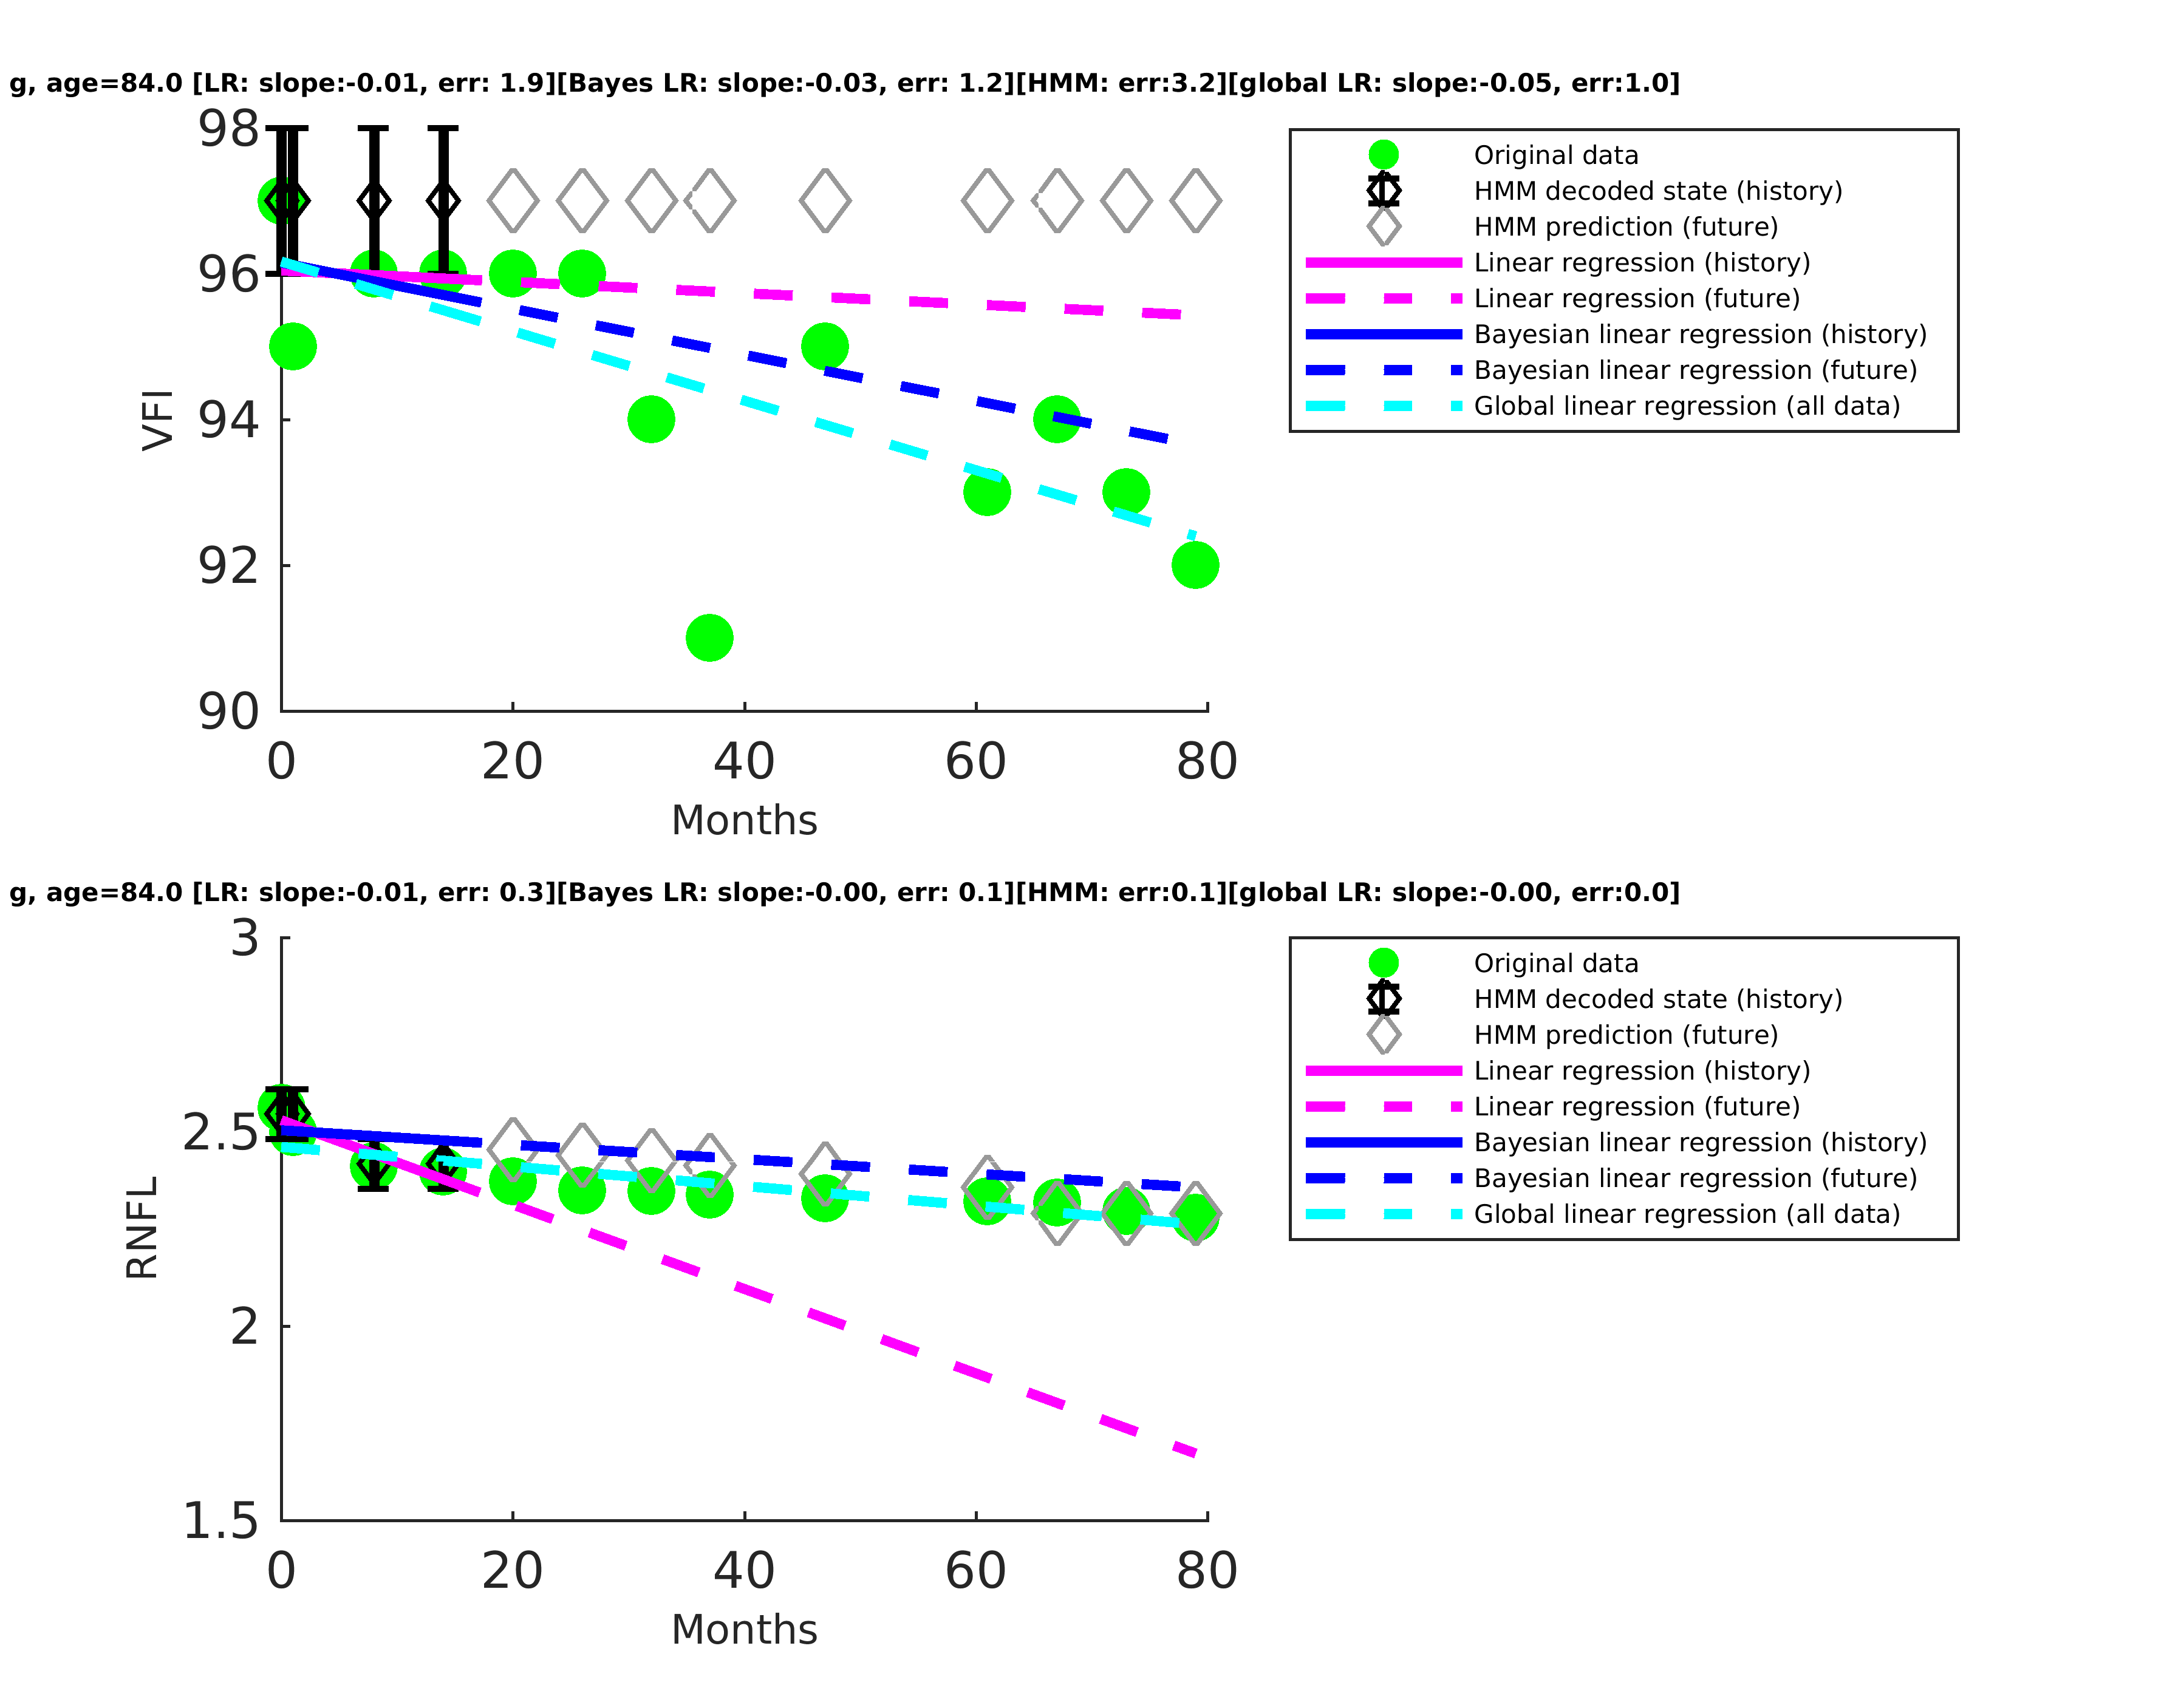 g, age=84.0 [LR: slope:-0.01, err: 1.9][Bayes LR: slope:-0.03, err: 1.2][HMM: err:3.2][global LR: slope:-0.05, err:1.0]
98
96
94
92
90
VFI
0 20 40 60 80
Months
Original data
HMM decoded state (history)
HMM prediction (future)
Linear regression (history)
Linear regression (future)
Bayesian linear regression (history)
Bayesian linear regression (future)
Global linear regression (all data)
g, age=84.0 [LR: slope:-0.01, err: 0.3][Bayes LR: slope:-0.00, err: 0.1][HMM: err:0.1][global LR: slope:-0.00, err:0.0]
3
2.5
2
1.5
RNFL
0 20 40 60 80
Months
Original data
HMM decoded state (history)
HMM prediction (future)
Linear regression (history)
Linear regression (future)
Bayesian linear regression (history)
Bayesian linear regression (future)
Global linear regression (all data)